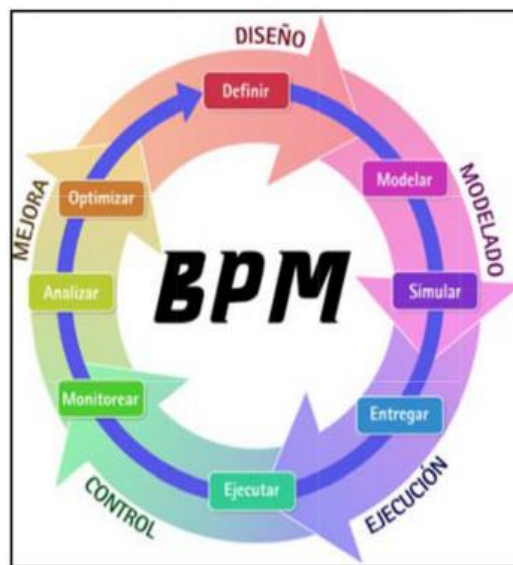 DISEÑO
Definir
Modelar
MODELADO
Simular
Entregar
EJECUCIÓN
Ejecutar
CONTROL
Monitorear
Analizar
MEJORA
Optimizar
BPM